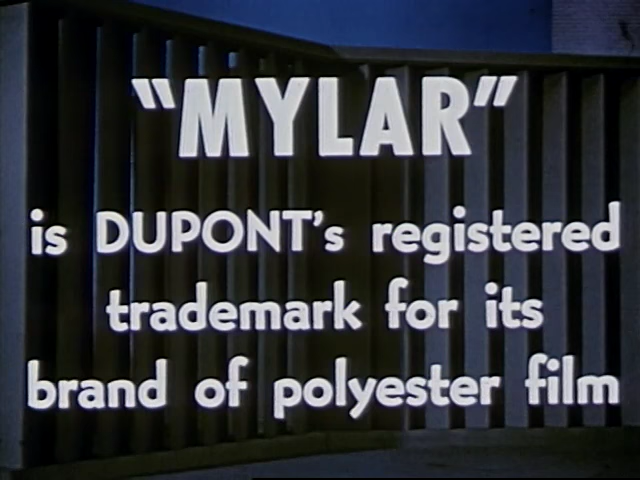 "MYLAR"
is DUPONT's registered
trademark for its
brand of polyester film